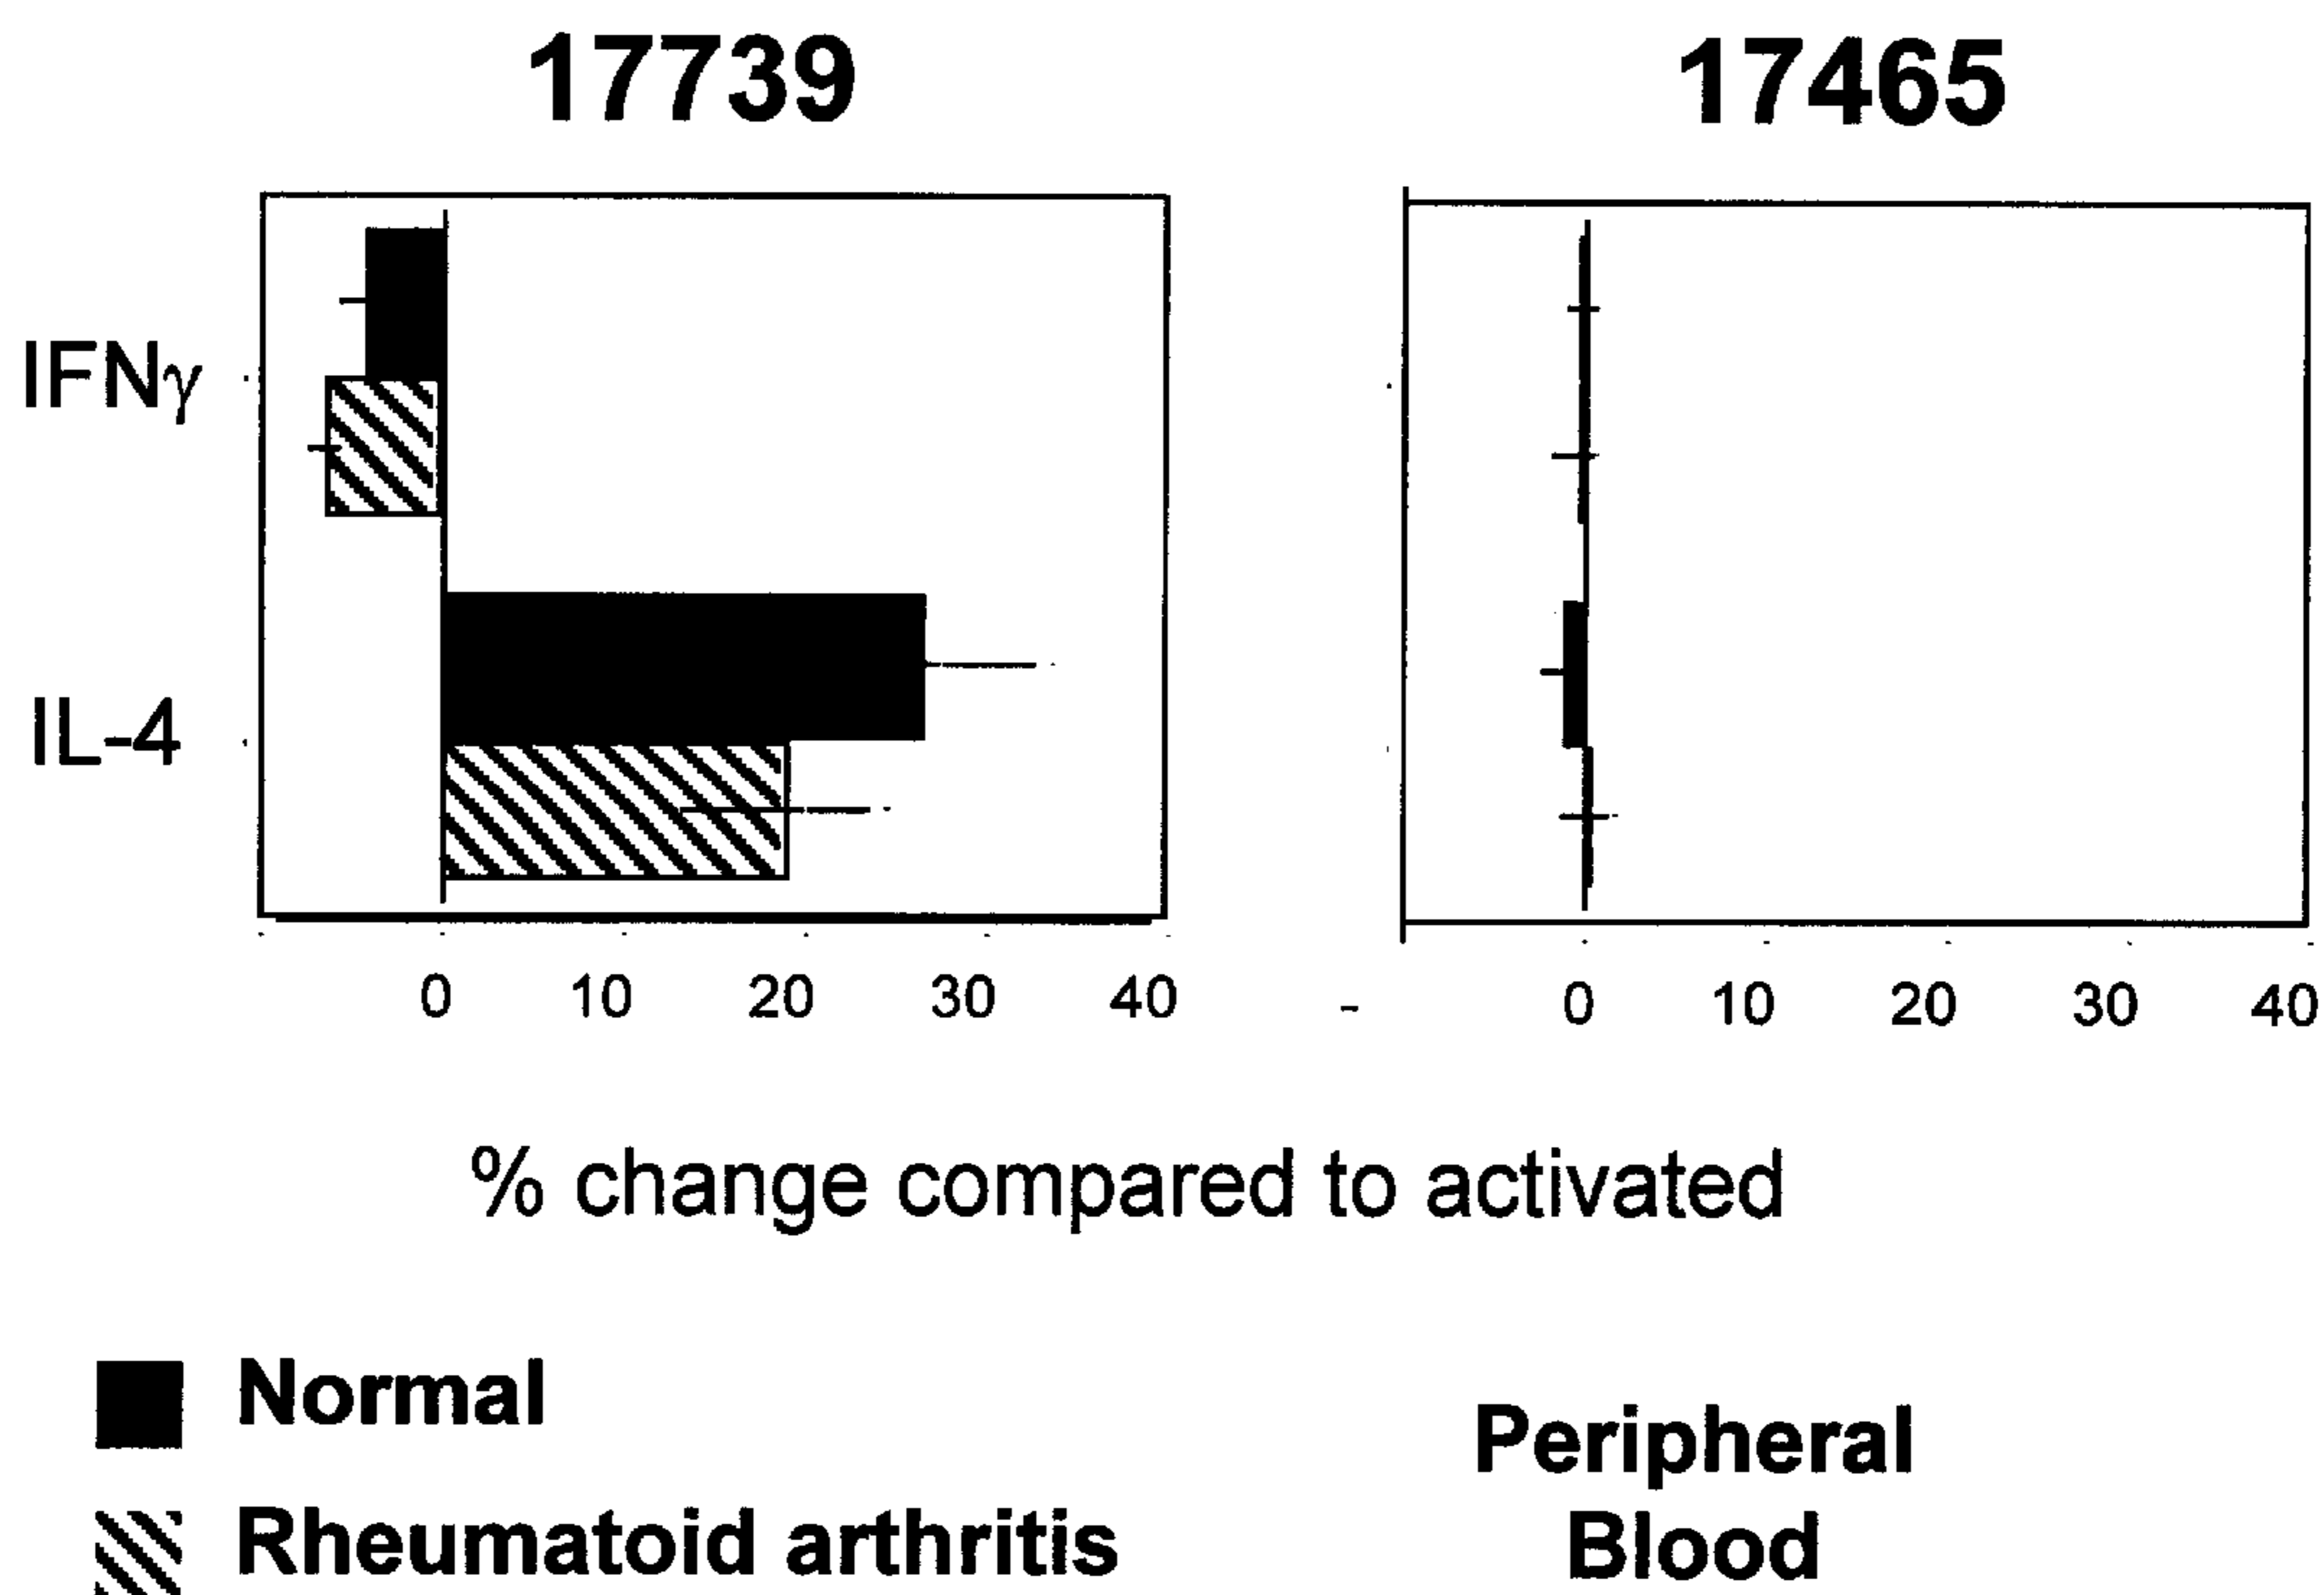 17739 17465
IFNγ
IL-4
0 10 20 30 40 - 0 10 20 30 40
% change compared to activated
Normal
Rheumatoid arthritis
Peripheral
Blood